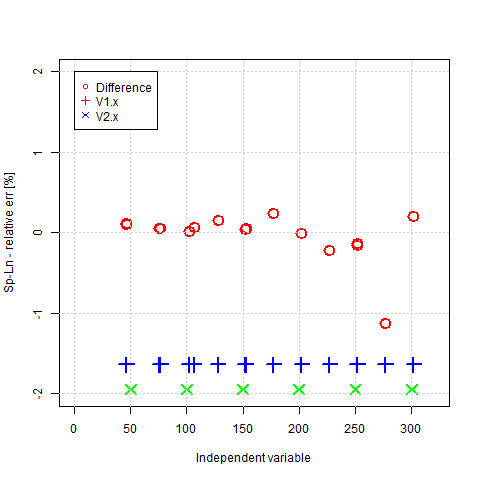 2
1
0
-1
-2
Sp-Ln - relative err [%]
Difference
V1.x
V2.x
0 50 100 150 200 250 300
Independent variable